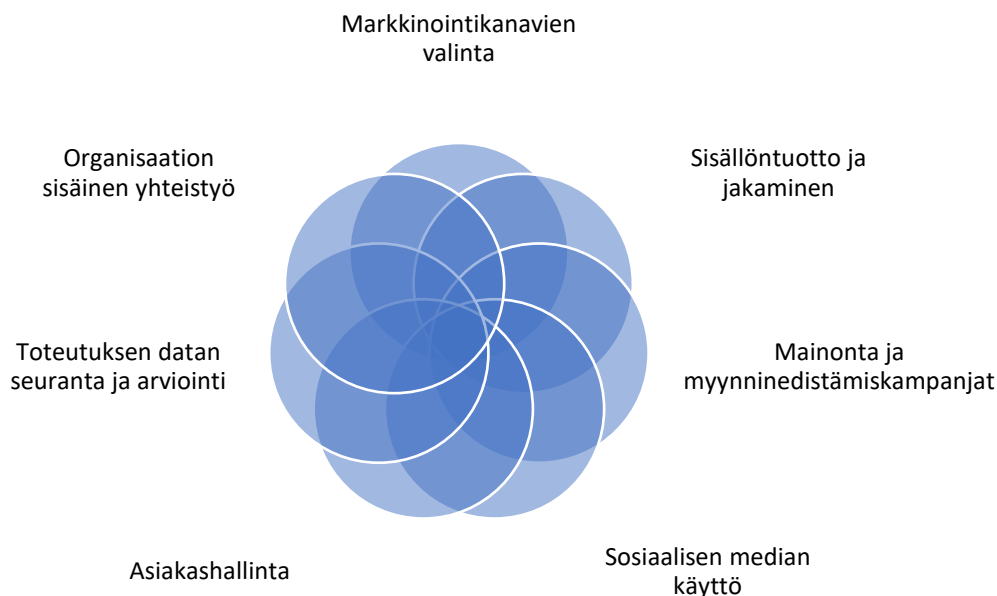 Markkinointikanavien
valinta
Organisaation
sisäinen yhteistyö
Sisällöntuotto ja
jakaminen
Toteutuksen datan
seuranta ja arviointi
Mainonta ja
myynninedistämiskampanjat
Asiakashallinta
Sosiaalisen median
käyttö